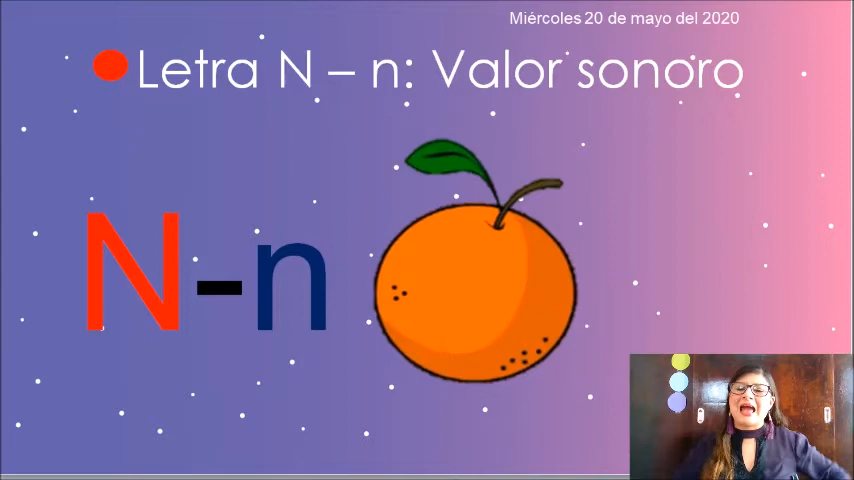 Miércoles 20 de mayo del 2020
Letra N – n: Valor sonoro
N-n